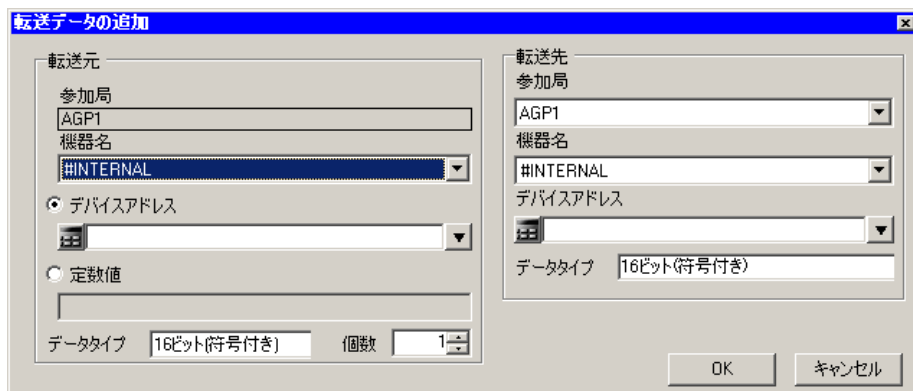 転送データの追加
転送元
参加局
AGP1
機器名
#INTERNAL
デバイスアドレス
定数値
データタイプ 16ビット(符号付き) 個数 1
転送先
参加局
AGP1
機器名
#INTERNAL
デバイスアドレス
データタイプ 16ビット(符号付き)
OK キャンセル